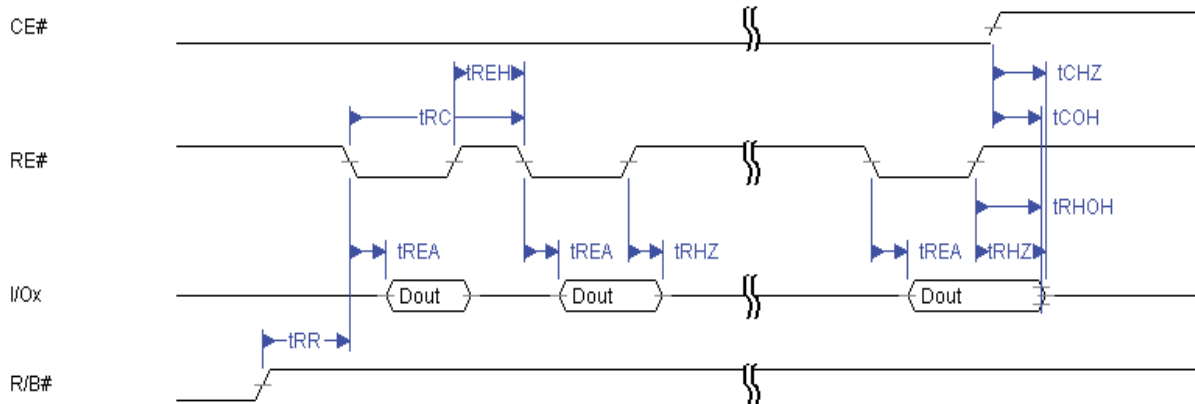 CE#
tREH
tCHZ
tRC
tCOH
RE#
tRHOH
tREA
tREA
tRHZ
tREA
tRHZ
I/Ox
Dout
Dout
Dout
tRR
R/B#